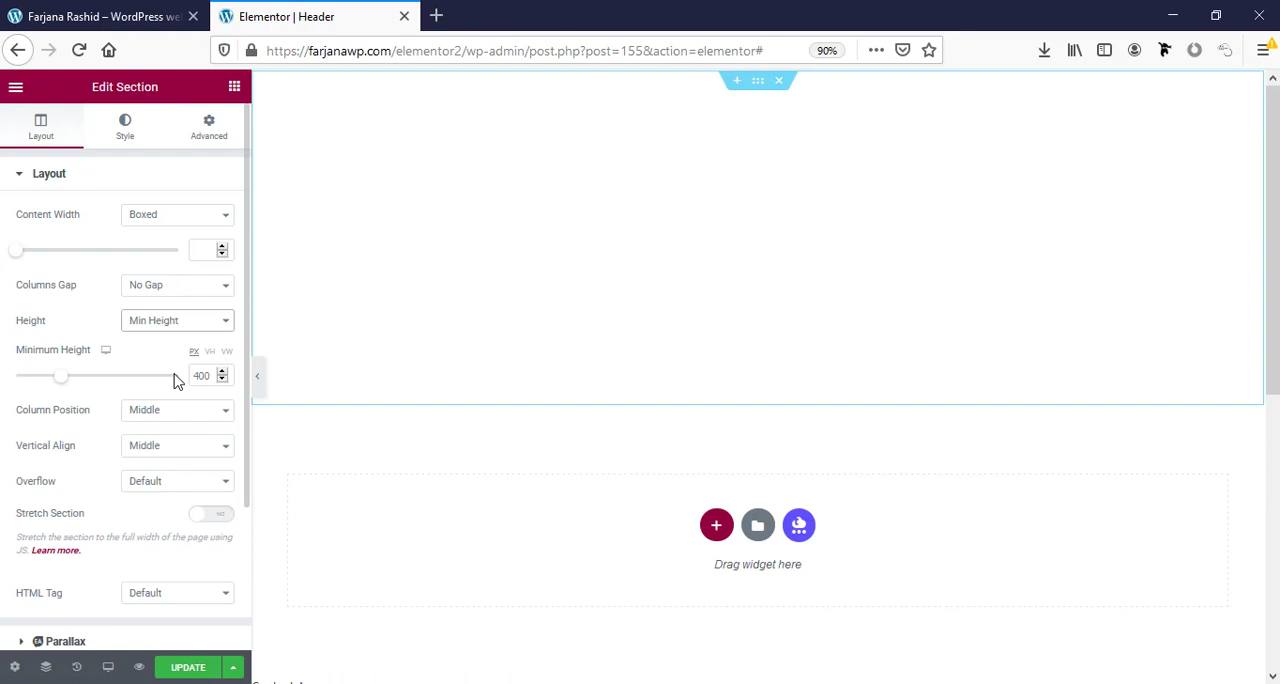 Farjana Rashid – WordPress we
Elementor | Header
https://farjanawp.com/elementor2/wp-admin/post.php?post=155&action=elementor#
90%
Edit Section
Layout
Style
Advanced
Layout
Content Width
Boxed
Columns Gap
No Gap
Height
Min Height
Minimum Height
PX VH VW
400
Column Position
Middle
Vertical Align
Middle
Overflow
Default
Stretch Section
NO
Stretch the section to the full width of the page using
JS. Learn more.
HTML Tag
Default
EA Parallax
UPDATE
Drag widget here